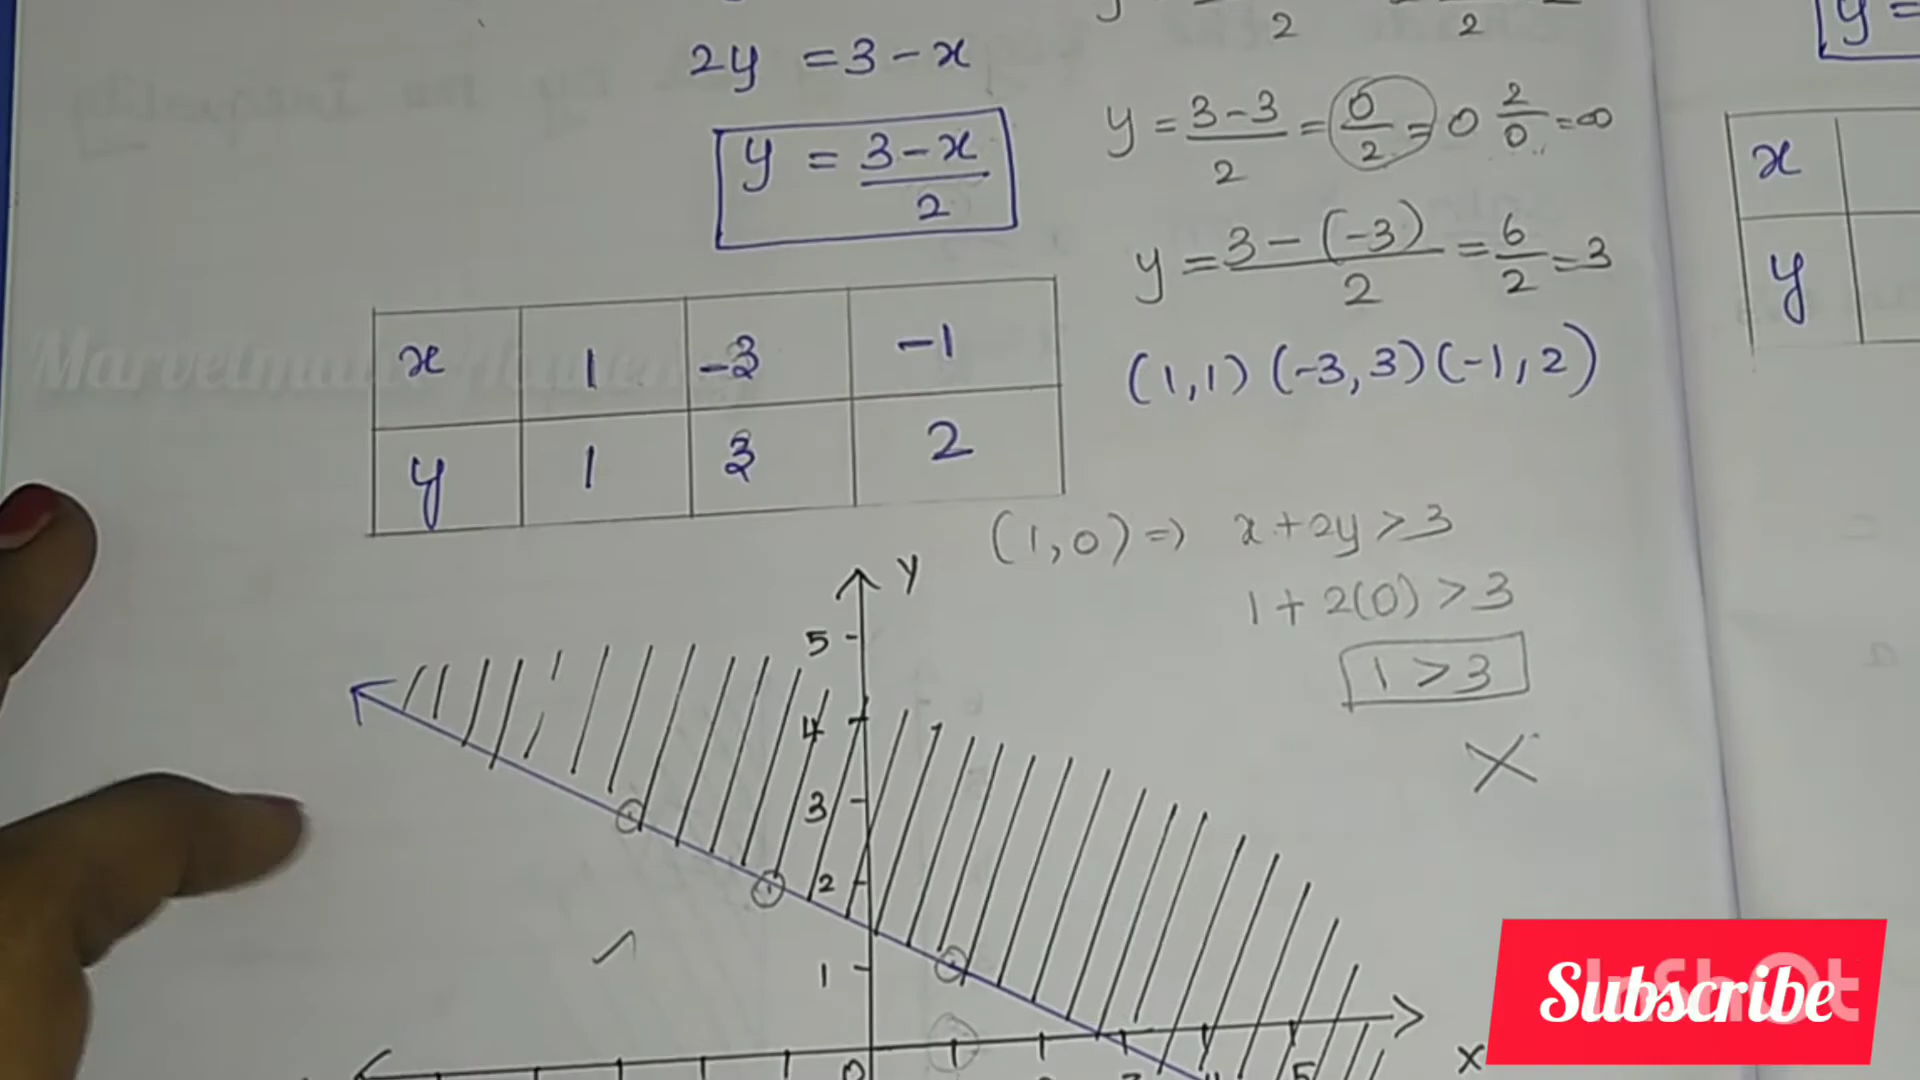 2y = 3 - x
y = 3 - x / 2
y = 3 - 3 / 2 = 0 / 2 = 0 2 / 0 = ∞
y = 3 - (-3) / 2 = 6 / 2 = 3
(1,1) (-3,3) (-1,2)
x 1 -3 -1
y 1 3 2
x
y
y =
(1,0) => x + 2y > 3
1 + 2(0) > 3
1 > 3
X
Y
5
4
3
2
1
0
5
X
Subscribe
InShot